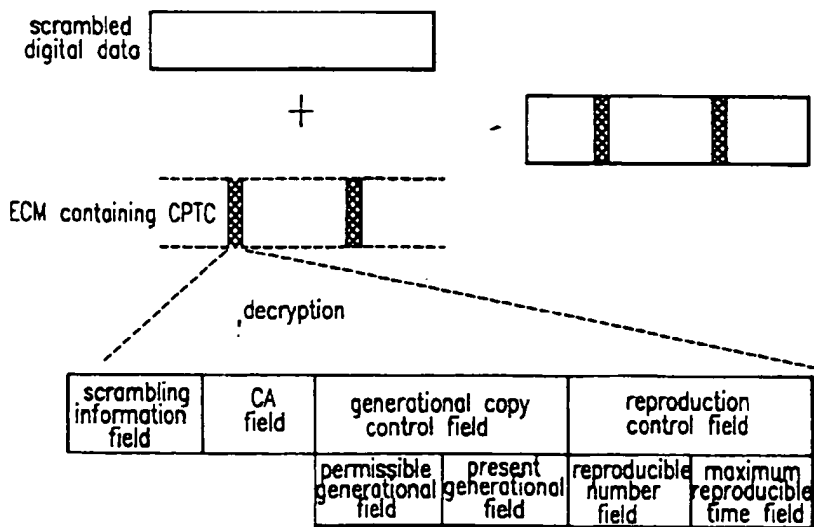 scrambled
digital data
+
ECM containing CPTC
decryption
scrambling
information
field
CA
field
generational copy
control field
reproduction
control field
permissible
generational
field
present
generational field
reproducible
number
field
maximum
reproducible
time field